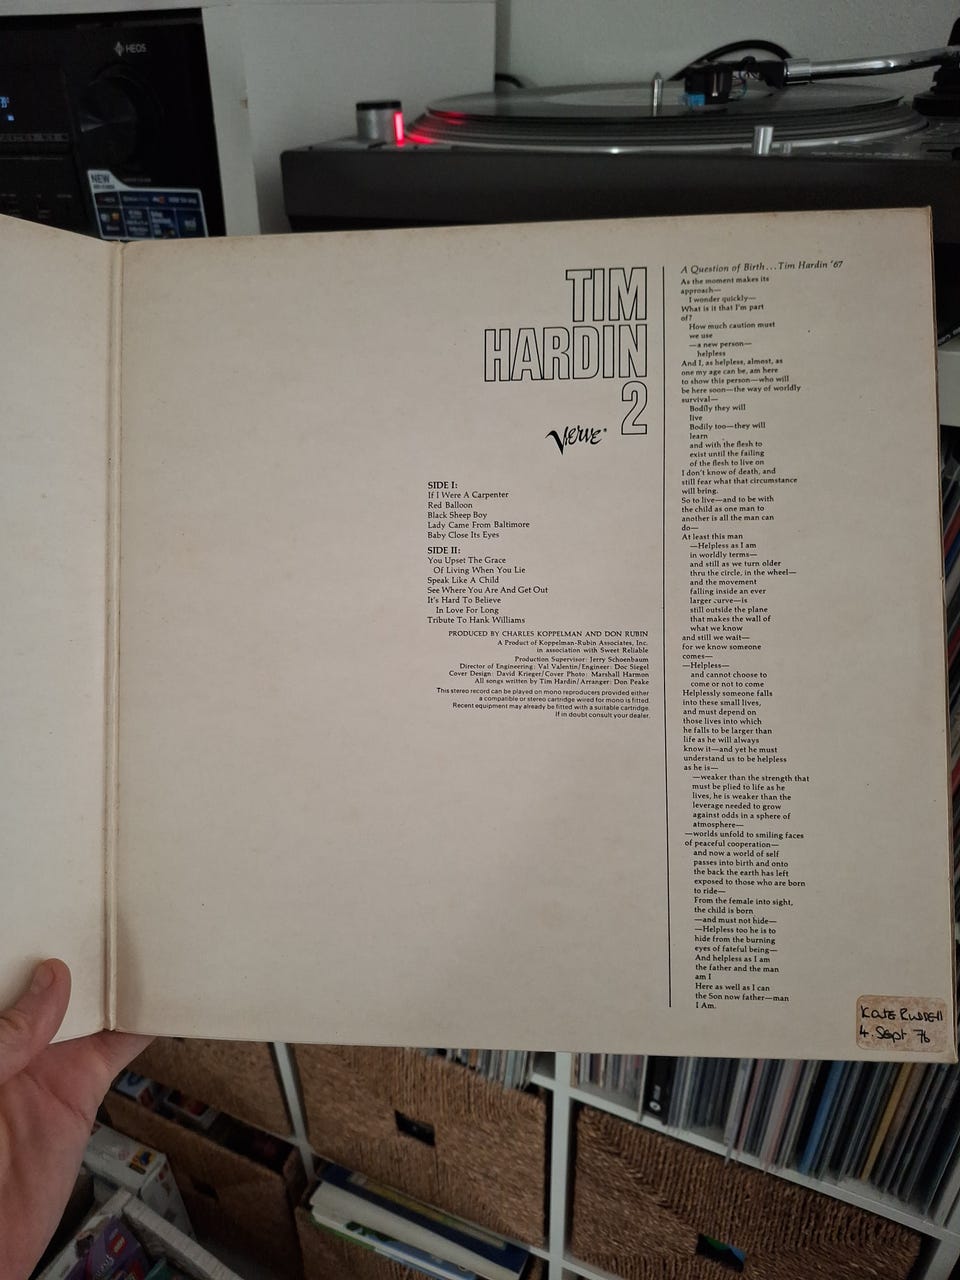 HEOS
NEW
TIM
HARDIN
2
Verve
SIDE I:
If I Were A Carpenter
Red Balloon
Black Sheep Boy
Lady Came From Baltimore
Baby Close Its Eyes
SIDE II:
You Upset The Grace
Of Living When You Lie
Speak Like A Child
See Where You Are And Get Out
It's Hard To Believe
In Love For Long
Tribute To Hank Williams
PRODUCED BY CHARLES KOPPELMAN AND DON RUBIN
A Product of Koppelman-Rubin Associates, Inc.
in association with Sweet Reliable
Production Supervisor: Jerry Schoenbaum
Director of Engineering: Val Valentin/Engineer: Doc Siegel
Cover Design: David Krieger/Cover Photo: Marshall Harmon
All songs written by Tim Hardin/Arranger: Don Peake
This stereo record can be played on mono reproducers provided either
a compatible or stereo cartridge wired for mono is fitted.
Recent equipment may already be fitted with a suitable cartridge.
If in doubt consult your dealer.
A Question of Birth...Tim Hardin '67
As the moment makes its
approach—
I wonder quickly—
What is it that I'm part
of?
How much caution must
we use
—a new person—
helpless
And I, as helpless, almost, as
one my age can be, am here
to show this person—who will
be here soon—the way of worldly
survival—
Bodily they will
live
Bodily too—they will
learn
and with the flesh to
exist until the failing
of the flesh to live on
I don't know of death, and
still fear what that circumstance
will bring.
So to live—and to be with
the child as one man to
another is all the man can
do—
At least this man
—Helpless as I am
in worldly terms—
and still as we turn older
thru the circle, in the wheel—
and the movement
falling inside an ever
larger curve—is
still outside the plane
that makes the wall of
what we know
and still we wait—
for we know someone
comes—
—Helpless—
and cannot choose to
come or not to come
Helplessly someone falls
into these small lives,
and must depend on
those lives into which
he falls to be larger than
life as he will always
know it—and yet he must
understand us to be helpless
as he is—
—weaker than the strength that
must be plied to life as he
lives, he is weaker than the
leverage needed to grow
against odds in a sphere of
atmosphere—
—worlds unfold to smiling faces
of peaceful cooperation—
and now a world of self
passes into birth and onto
the back the earth has left
exposed to those who are born
to ride—
From the female into sight,
the child is born
—and must not hide—
—Helpless too he is to
hide from the burning
eyes of fateful being—
And helpless as I am
the father and the man
am I
Here as well as I can
the Son now father—man
I Am.
KATE
4. Sept 76